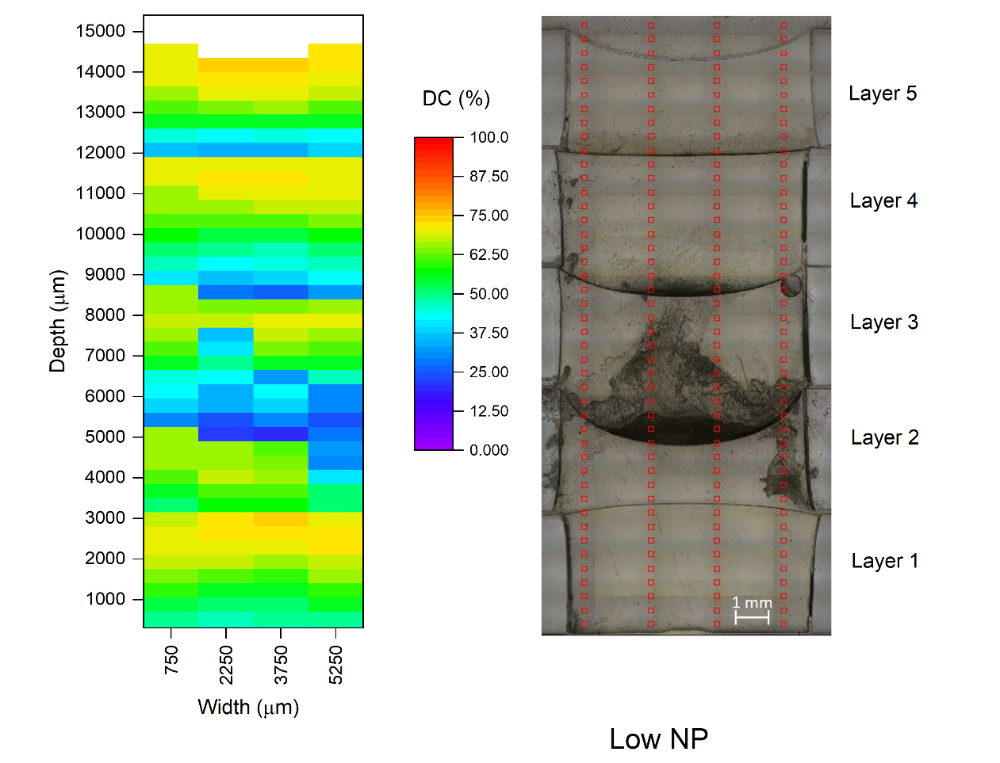 15000
14000
13000
12000
11000
10000
9000
8000
7000
6000
5000
4000
3000
2000
1000
Depth (μm)
750
2250
3750
5250
Width (μm)
DC (%)
100.0
87.50
75.00
62.50
50.00
37.50
25.00
12.50
0.000
Layer 5
Layer 4
Layer 3
Layer 2
Layer 1
1 mm
Low NP